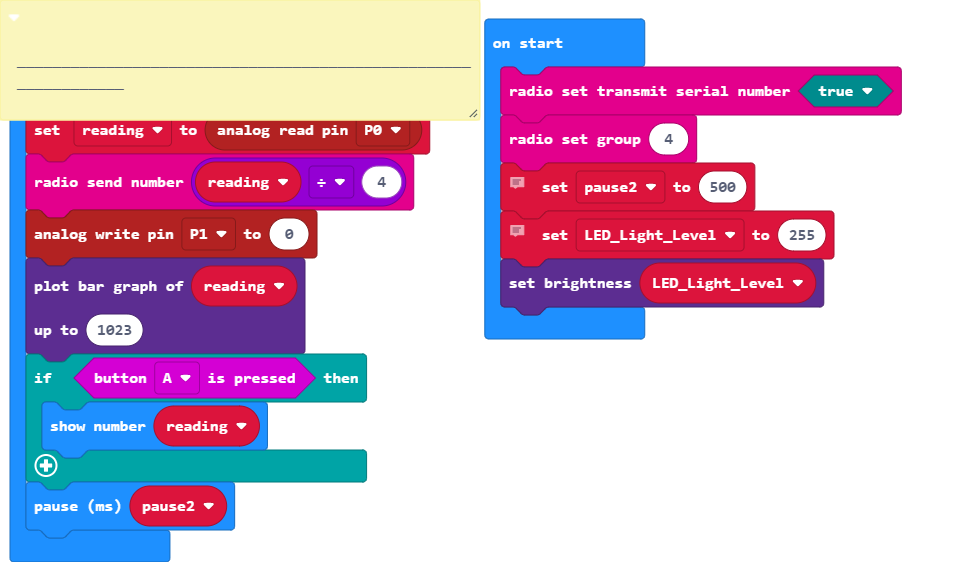 set reading to analog read pin P0
radio send number reading ÷ 4
analog write pin P1 to 0
plot bar graph of reading
up to 1023
if button A is pressed then
show number reading
pause (ms) pause2
on start
radio set transmit serial number true
radio set group 4
set pause2 to 500
set LED_Light_Level to 255
set brightness LED_Light_Level